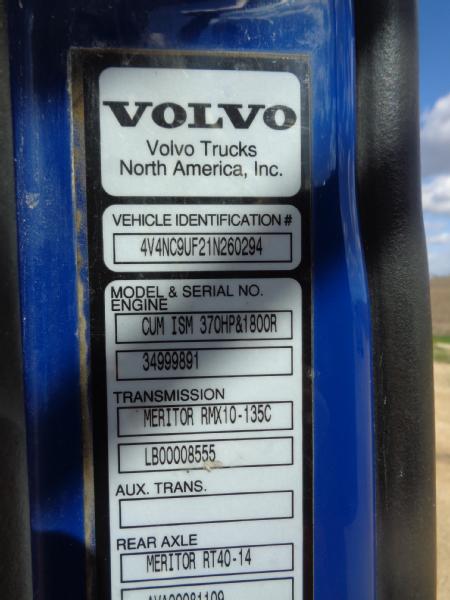 VOLVO
Volvo Trucks
North America, Inc.
VEHICLE IDENTIFICATION #
4V4NC9UF21N260294
MODEL & SERIAL NO.
ENGINE
CUM ISM 370HP&1800R
34999891
TRANSMISSION
MERITOR RMX10-135C
LB00008555
AUX. TRANS.
REAR AXLE
MERITOR RT40-14